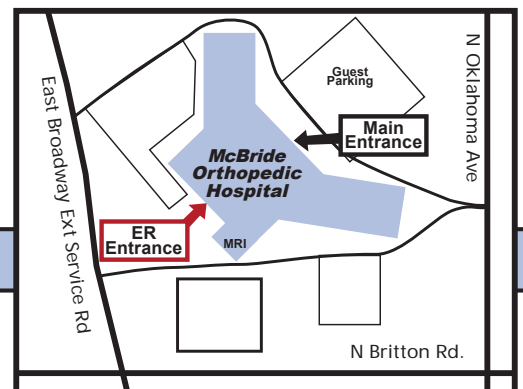 Guest
Parking
N Oklahoma Ave
Main
Entrance
East Broadway Ext Service Rd
McBride
Orthopedic
Hospital
ER
Entrance
MRI
N Britton Rd.